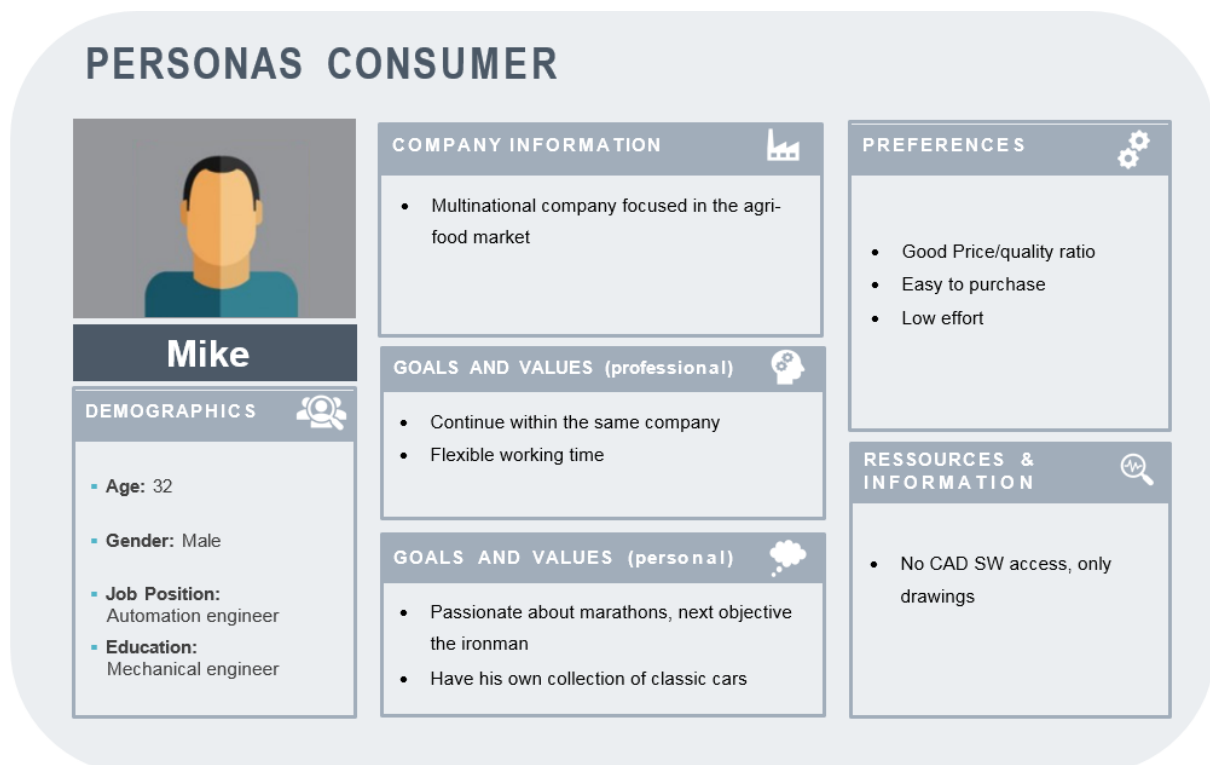 PERSONAS CONSUMER
Mike
DEMOGRAPHICS
Age: 32
Gender: Male
Job Position:
Automation engineer
Education:
Mechanical engineer
COMPANY INFORMATION
• Multinational company focused in the agri-
food market
GOALS AND VALUES (professional)
• Continue within the same company
• Flexible working time
GOALS AND VALUES (personal)
• Passionate about marathons, next objective
the ironman
• Have his own collection of classic cars
PREFERENCES
• Good Price/quality ratio
• Easy to purchase
• Low effort
RESSOURCES &
INFORMATION
• No CAD SW access, only
drawings